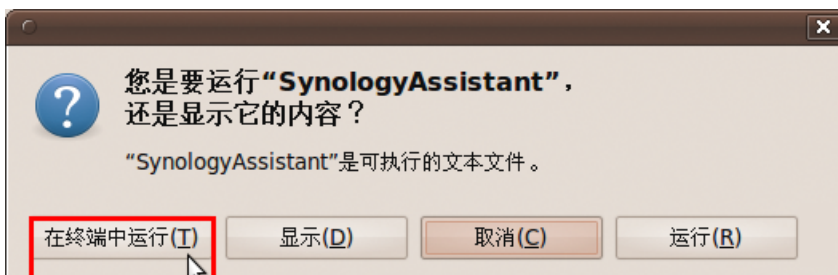 您是要运行“SynologyAssistant”，
还是显示它的内容？
“SynologyAssistant”是可执行的文本文件。
在终端中运行(T) 显示(D) 取消(C) 运行(R)